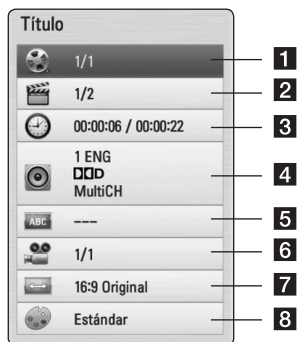 Título
1/1 1
1/2 2
00:00:06 / 00:00:22 3
1 ENG
D
MultiCH 4
ABC --- 5
1/1 6
16:9 Original 7
Estándar 8